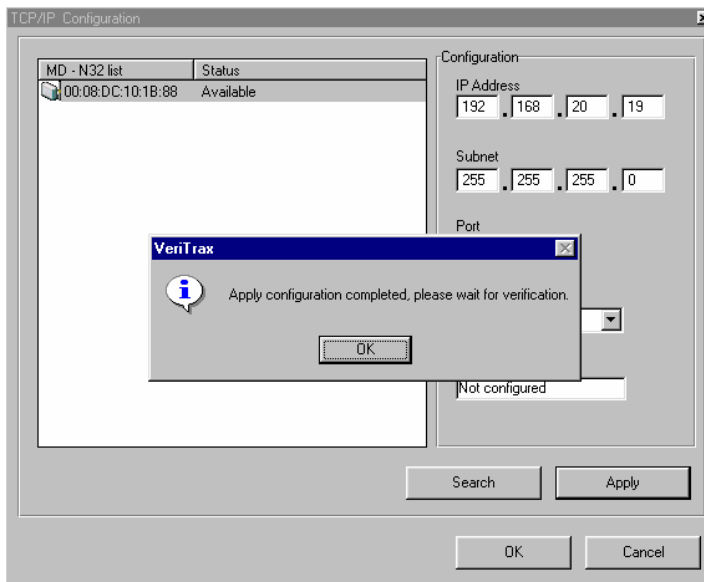 TCP/IP Configuration
MD - N32 list Status
00:08:DC:10:1B:88 Available
Configuration
IP Address
192 . 168 . 20 . 19
Subnet
255 . 255 . 255 . 0
Port
VeriTrax
Apply configuration completed, please wait for verification.
OK
Not configured
Search Apply
OK Cancel